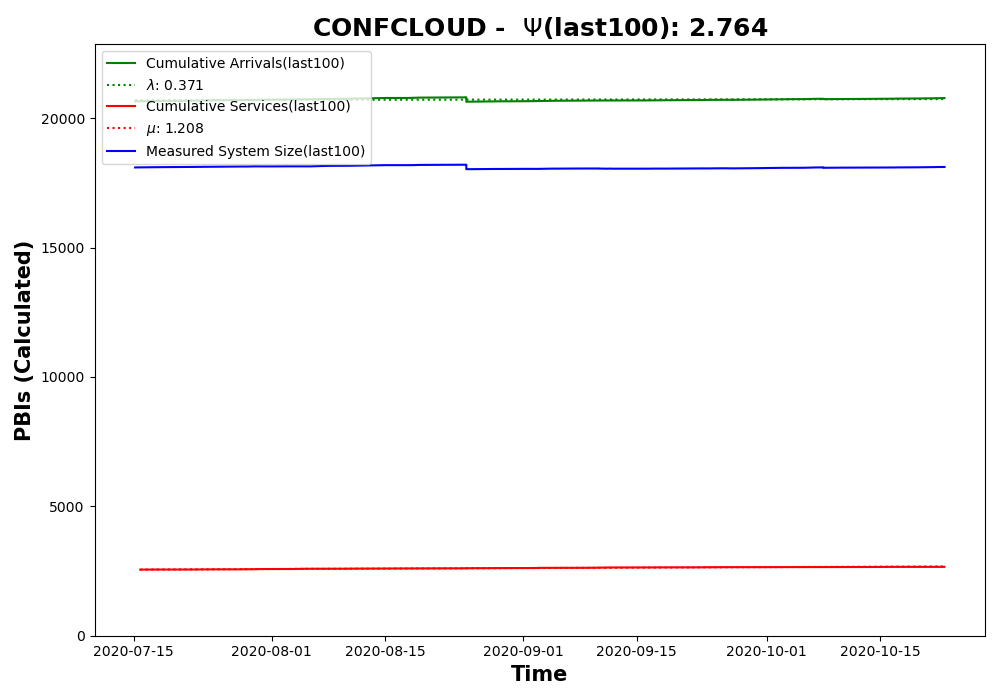 CONFCLOUD - Ψ(last100): 2.764
Cumulative Arrivals(last100)
λ: 0.371
Cumulative Services(last100)
μ: 1.208
Measured System Size(last100)
PBIs (Calculated)
20000
15000
10000
5000
0
2020-07-15 2020-08-01 2020-08-15 2020-09-01 2020-09-15 2020-10-01 2020-10-15
Time